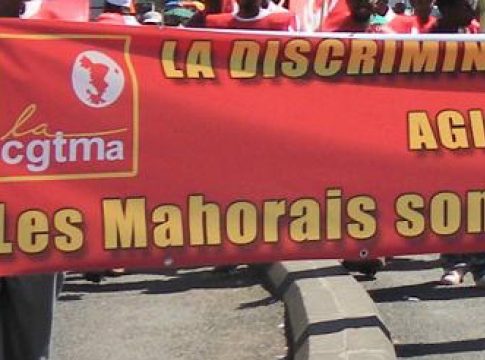 LA DISCRIMIN
AGI
la
cgtma
Les Mahorais son